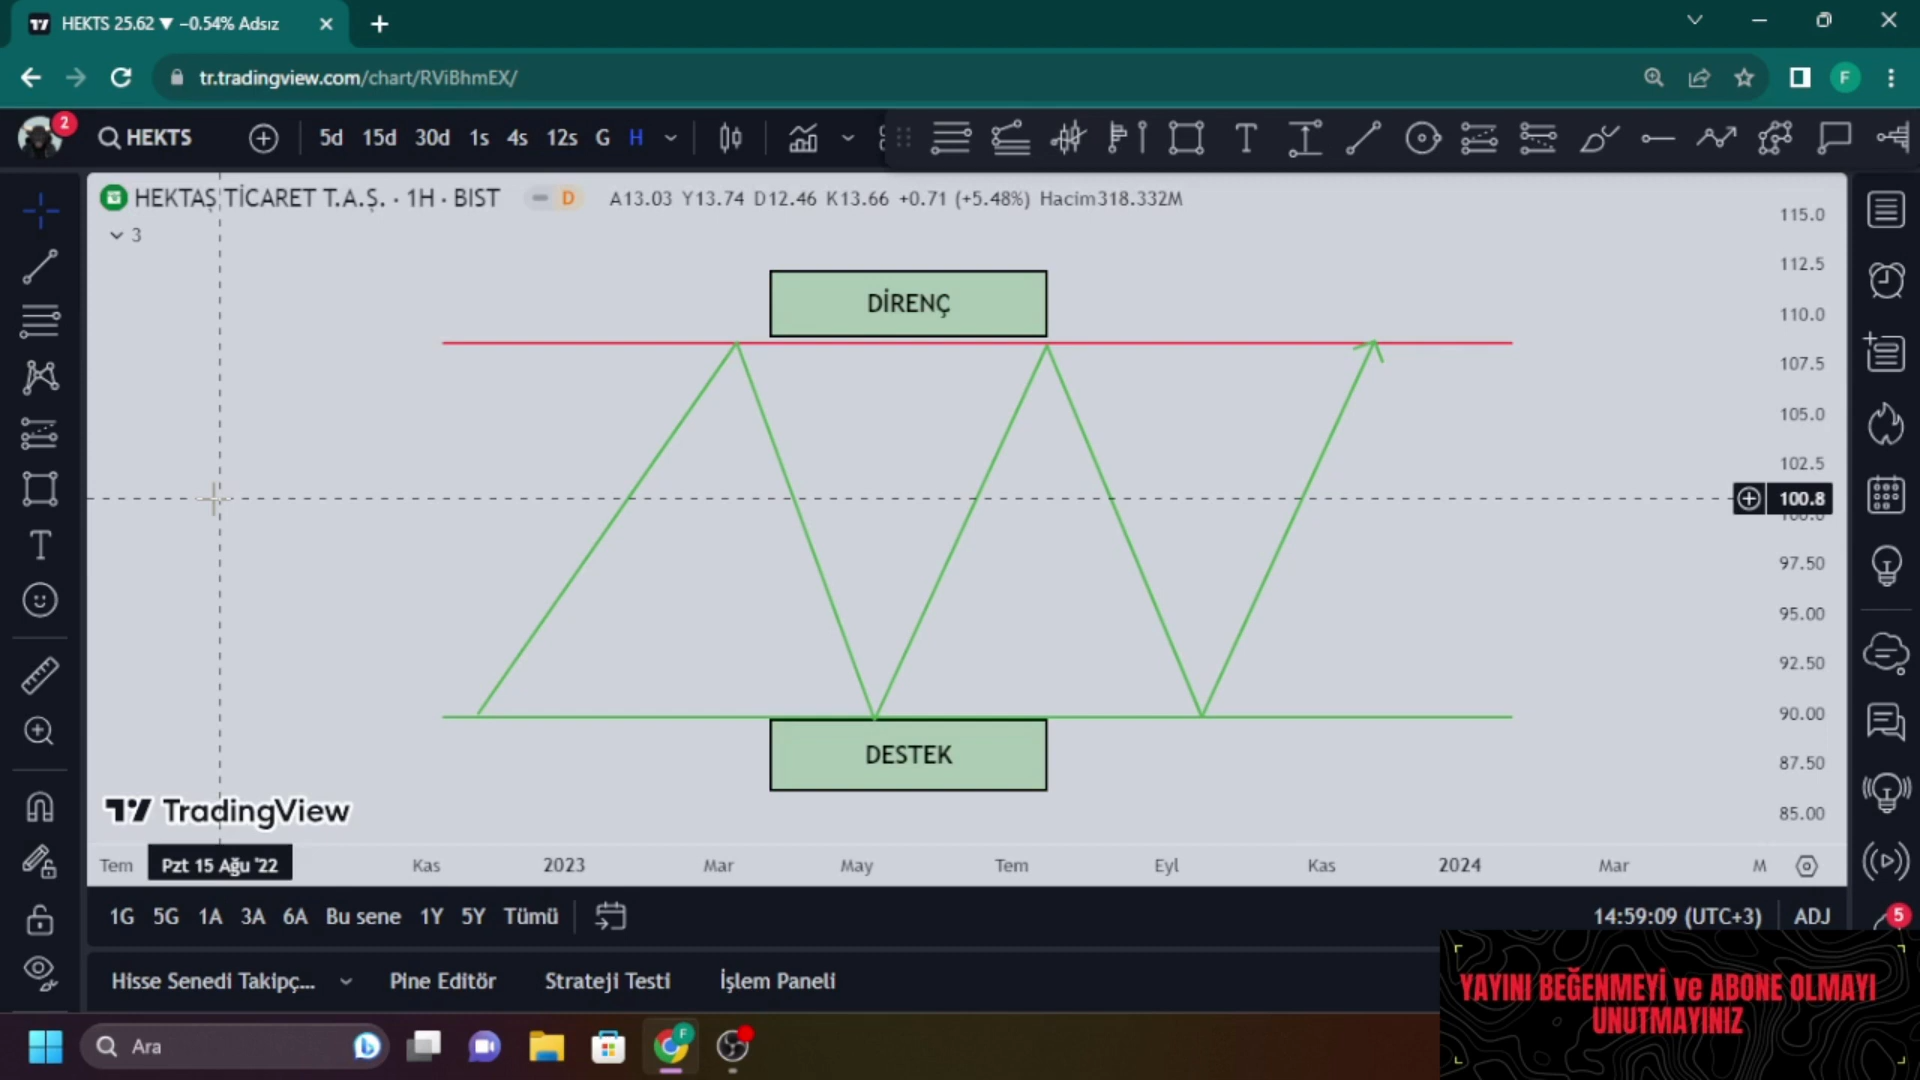 HEKTS 25.62 ▼ −0.54% Adsız
tr.tradingview.com/chart/RViBhmEX/
F
2
HEKTS
5d 15d 30d 1s 4s 12s G H
T
HEKTAŞ TİCARET T.A.Ş. · 1H · BIST
D
A13.03 Y13.74 D12.46 K13.66 +0.71 (+5.48%) Hacim318.332M
3
115.0
112.5
DİRENÇ
110.0
107.5
105.0
102.5
100.8
97.50
95.00
92.50
90.00
DESTEK
87.50
TradingView
85.00
Tem Pzt 15 Ağu '22 Kas 2023 Mar May Tem Eyl Kas 2024 Mar M
1G 5G 1A 3A 6A Bu sene 1Y 5Y Tümü
14:59:09 (UTC+3) ADJ
5
Hisse Senedi Takipç... Pine Editör Strateji Testi İşlem Paneli
YAYINI BEĞENMEYİ ve ABONE OLMAYI
UNUTMAYINIZ
Ara
F